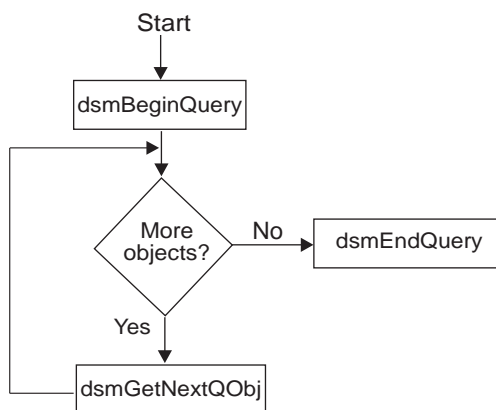 Start
dsmBeginQuery
More
objects?
No
dsmEndQuery
Yes
dsmGetNextQObj